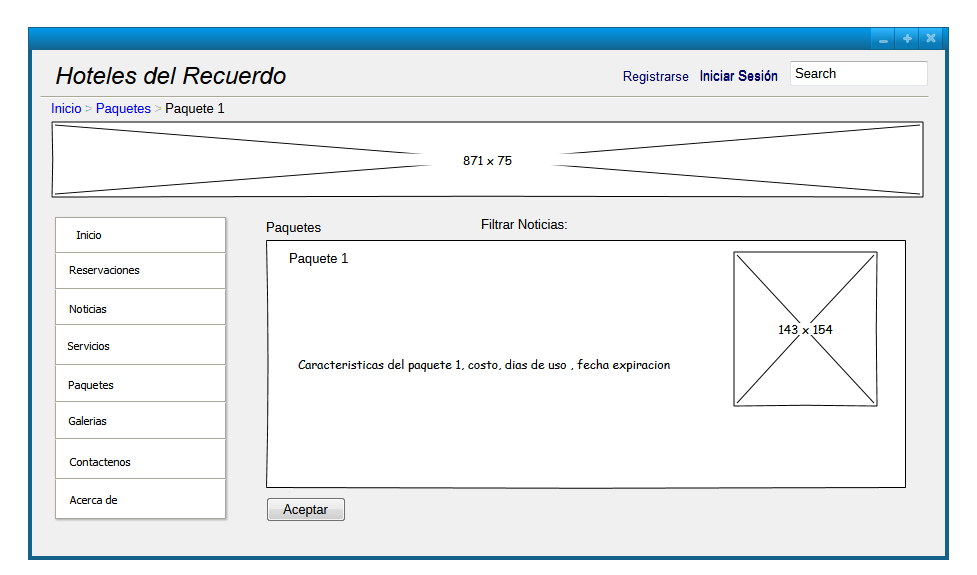 Hoteles del Recuerdo
Registrarse Iniciar Sesión Search
Inicio > Paquetes > Paquete 1
871 x 75
Inicio
Reservaciones
Noticias
Servicios
Paquetes
Galerias
Contactenos
Acerca de
Paquetes Filtrar Noticias:
Paquete 1
143 x 154
Caracteristicas del paquete 1, costo, dias de uso , fecha expiracion
Aceptar